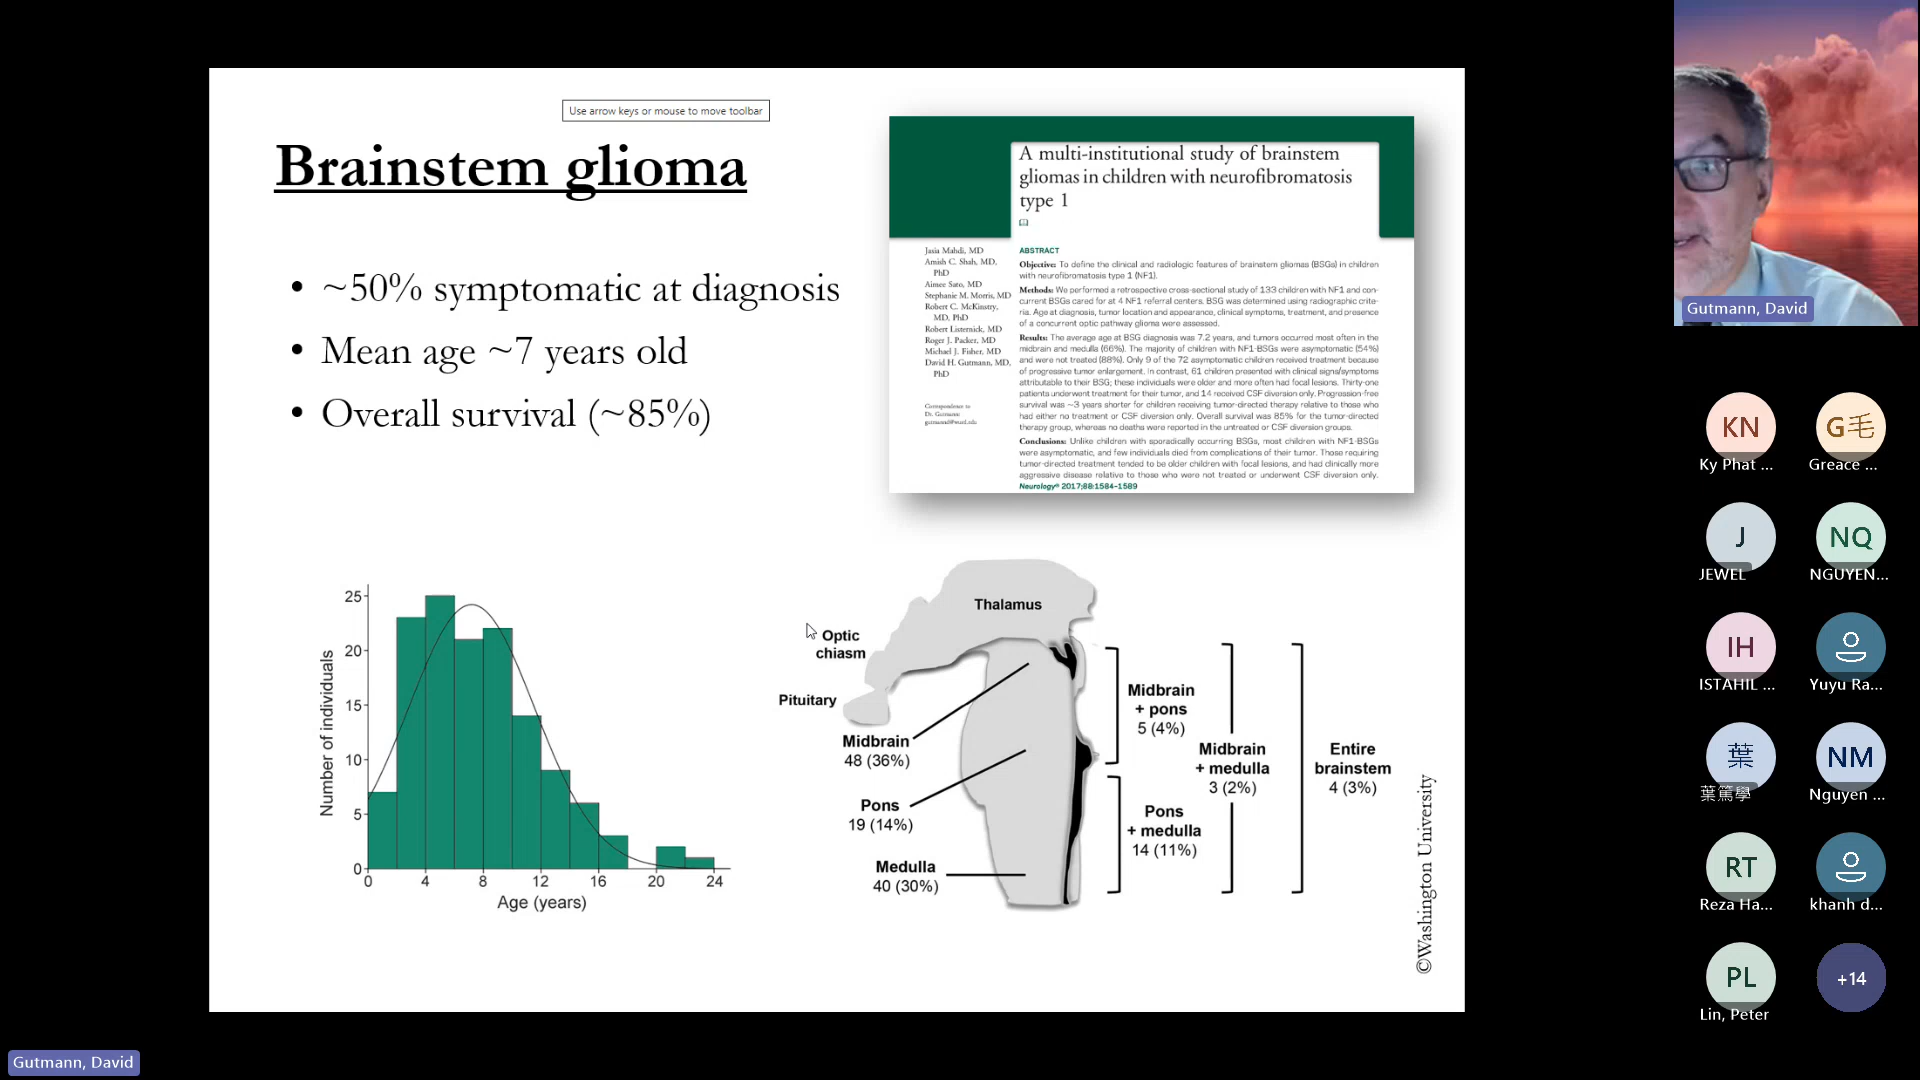 Use arrow keys or mouse to move toolbar
Brainstem glioma
• ~50% symptomatic at diagnosis
• Mean age ~7 years old
• Overall survival (~85%)
A multi-institutional study of brainstem
gliomas in children with neurofibromatosis
type 1
Jasia Mahdi, MD
Amish C. Shah, MD,
PhD
Aimee Sato, MD
Stephanie M. Morris, MD
Robert C. McKinstry,
MD, PhD
Robert Listernick, MD
Roger J. Packer, MD
Michael J. Fisher, MD
David H. Gutmann, MD,
PhD
Correspondence to
Dr. Gutmann:
gutmannd@wustl.edu
ABSTRACT
Objective: To define the clinical and radiologic features of brainstem gliomas (BSGs) in children
with neurofibromatosis type 1 (NF1).
Methods: We performed a retrospective cross-sectional study of 133 children with NF1 and con-
current BSGs cared for at 4 NF1 referral centers. BSG was determined using radiographic crite-
ria. Age at diagnosis, tumor location and appearance, clinical symptoms, treatment, and presence
of a concurrent optic pathway glioma were assessed.
Results: The average age at BSG diagnosis was 7.2 years, and tumors occurred most often in the
midbrain and medulla (66%). The majority of children with NF1-BSGs were asymptomatic (54%)
and were not treated (88%). Only 9 of the 72 asymptomatic children received treatment because
of progressive tumor enlargement. In contrast, 61 children presented with clinical signs/symptoms
attributable to their BSG; these individuals were older and more often had focal lesions. Thirty-one
patients underwent treatment for their tumor, and 14 received CSF diversion only. Progression-free
survival was ~3 years shorter for children receiving tumor-directed therapy relative to those who
had either no treatment or CSF diversion only. Overall survival was 85% for the tumor-directed
therapy group, whereas no deaths were reported in the untreated or CSF diversion groups.
Conclusions: Unlike children with sporadically occurring BSGs, most children with NF1-BSGs
were asymptomatic, and few individuals died from complications of their tumor. Those requiring
tumor-directed treatment tended to be older children with focal lesions, and had clinically more
aggressive disease relative to those who were not treated or underwent CSF diversion only.
Neurology® 2017;88:1584–1589
Number of individuals
25
20
15
10
5
0
0 4 8 12 16 20 24
Age (years)
Thalamus
Optic
chiasm
Pituitary
Midbrain
48 (36%)
Pons
19 (14%)
Medulla
40 (30%)
Midbrain
+ pons
5 (4%)
Pons
+ medulla
14 (11%)
Midbrain
+ medulla
3 (2%)
Entire
brainstem
4 (3%)
©Washington University
Gutmann, David
KN
Ky Phat ...
G毛
Greace ...
J
JEWEL
NQ
NGUYEN...
IH
ISTAHIL ...
Yuyu Ra...
葉
葉篤學
NM
Nguyen ...
RT
Reza Ha...
khanh d...
PL
Lin, Peter
+14
Gutmann, David